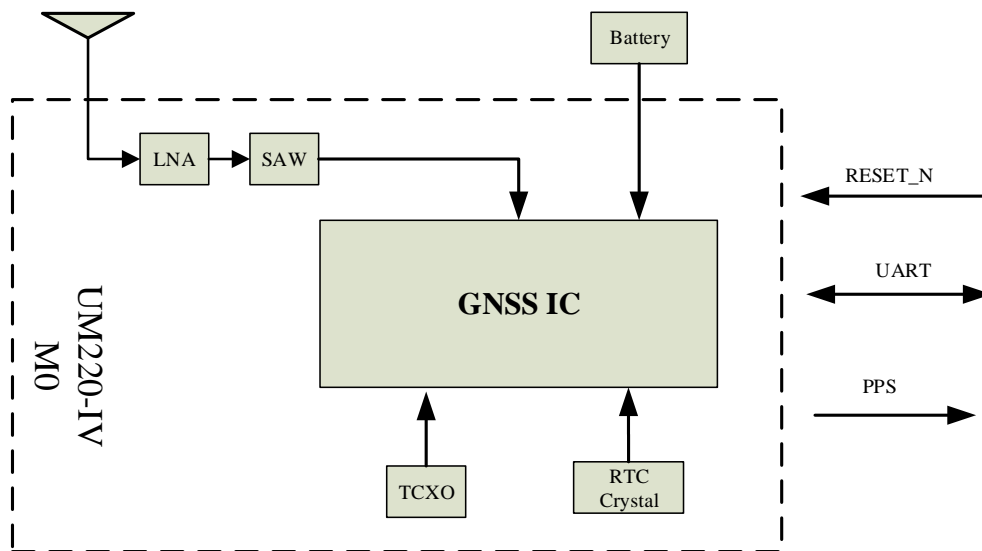 Battery
LNA
SAW
RESET_N
UART
GNSS IC
UM220-IV
M0
PPS
TCXO
RTC
Crystal